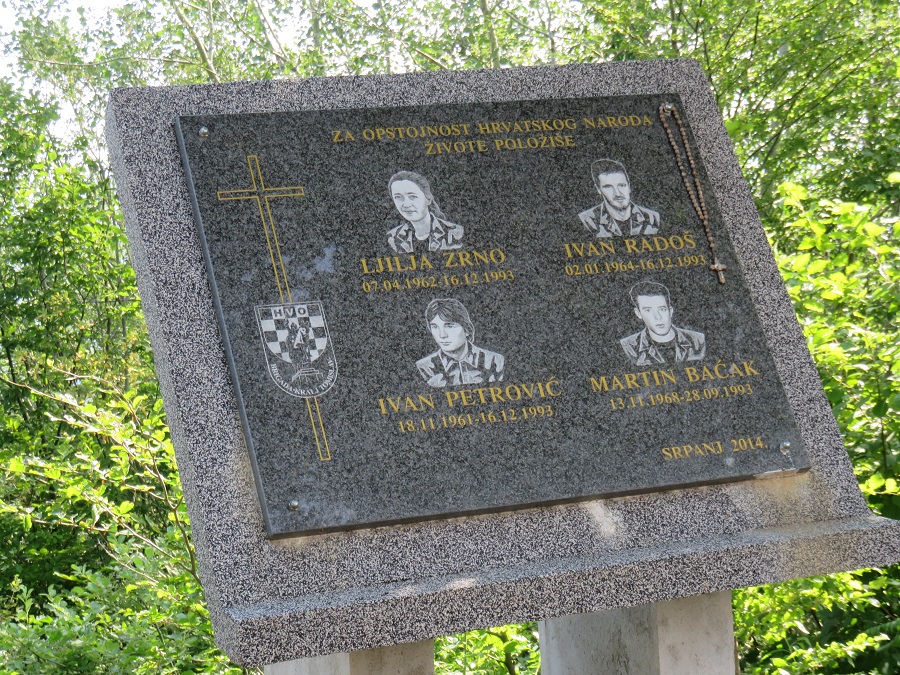 ZA OPSTOJNOST HRVATSKOG NARODA
ŽIVOTE POLOŽIŠE
LJILJA ZRNO
07.04.1962-16.12.1993
IVAN RADOŠ
02.01.1964-16.12.1993
HVO
IVAN PETROVIĆ
18.11.1961-16.12.1993
MARTIN BAČAK
13.11.1968-28.09.1993
SRPANJ 2014.